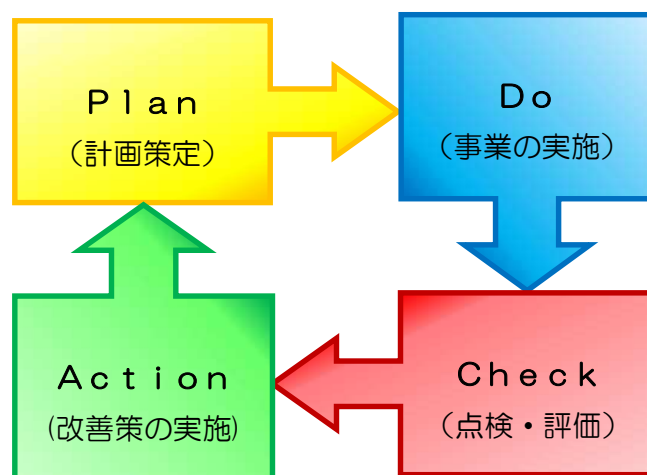 Ｐｌａｎ
（計画策定）
Ｄｏ
（事業の実施）
Ａｃｔｉｏｎ
(改善策の実施)
Ｃｈｅｃｋ
（点検・評価）